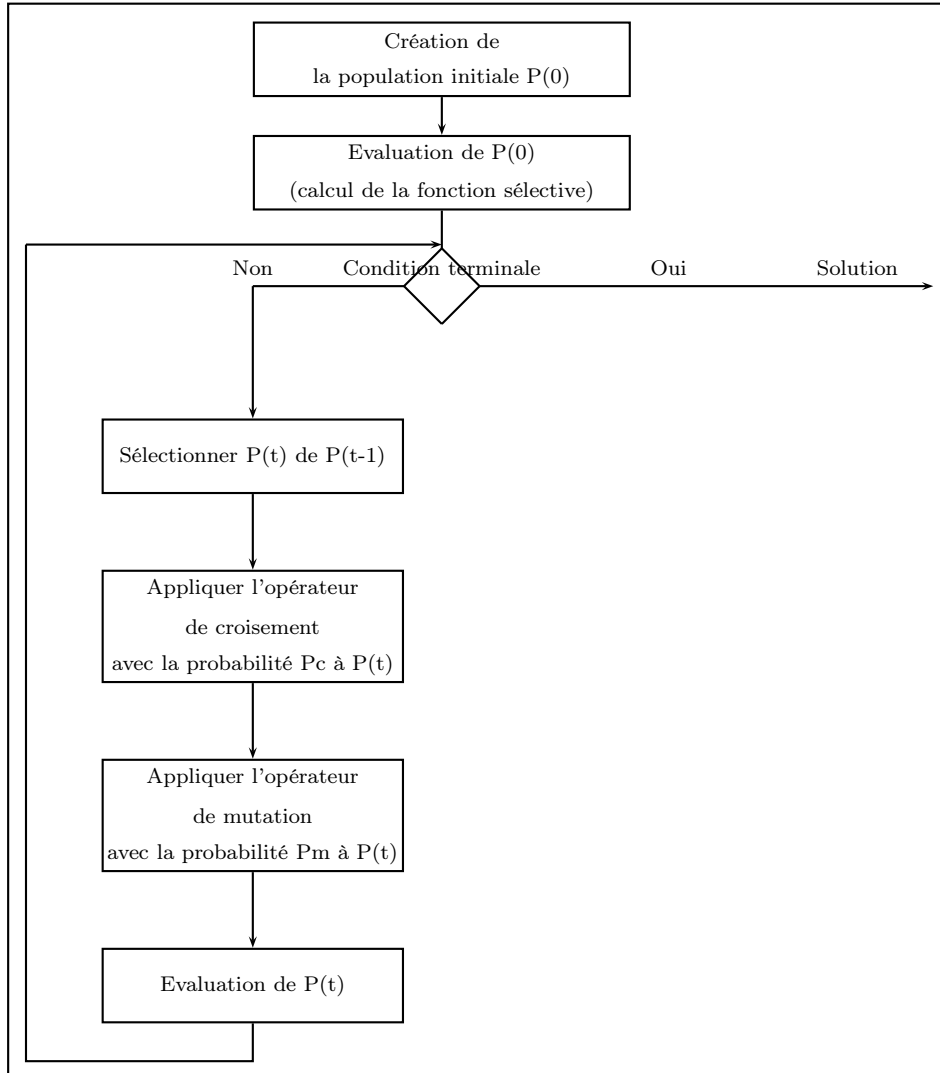 Création de
la population initiale P(0)
Evaluation de P(0)
(calcul de la fonction sélective)
Non
Condition terminale
Oui
Solution
Sélectionner P(t) de P(t-1)
Appliquer l'opérateur
de croisement
avec la probabilité Pc à P(t)
Appliquer l'opérateur
de mutation
avec la probabilité Pm à P(t)
Evaluation de P(t)